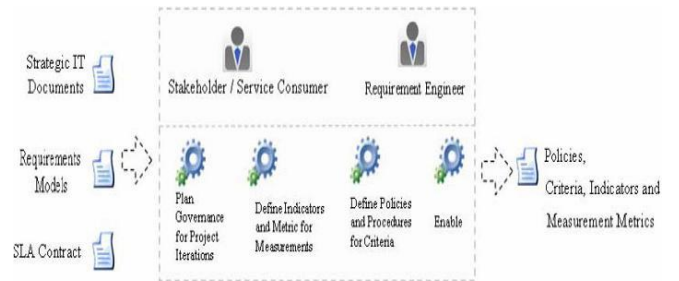 Strategic IT
Documents
Requirements
Models
SLA Contract
Stakeholder / Service Consumer
Requirement Engineer
Plan
Governance
for Project
Iterations
Define Indicators
and Metric for
Measurements
Define Policies
and Procedures
for Criteria
Enable
Policies,
Criteria, Indicators and
Measurement Metrics